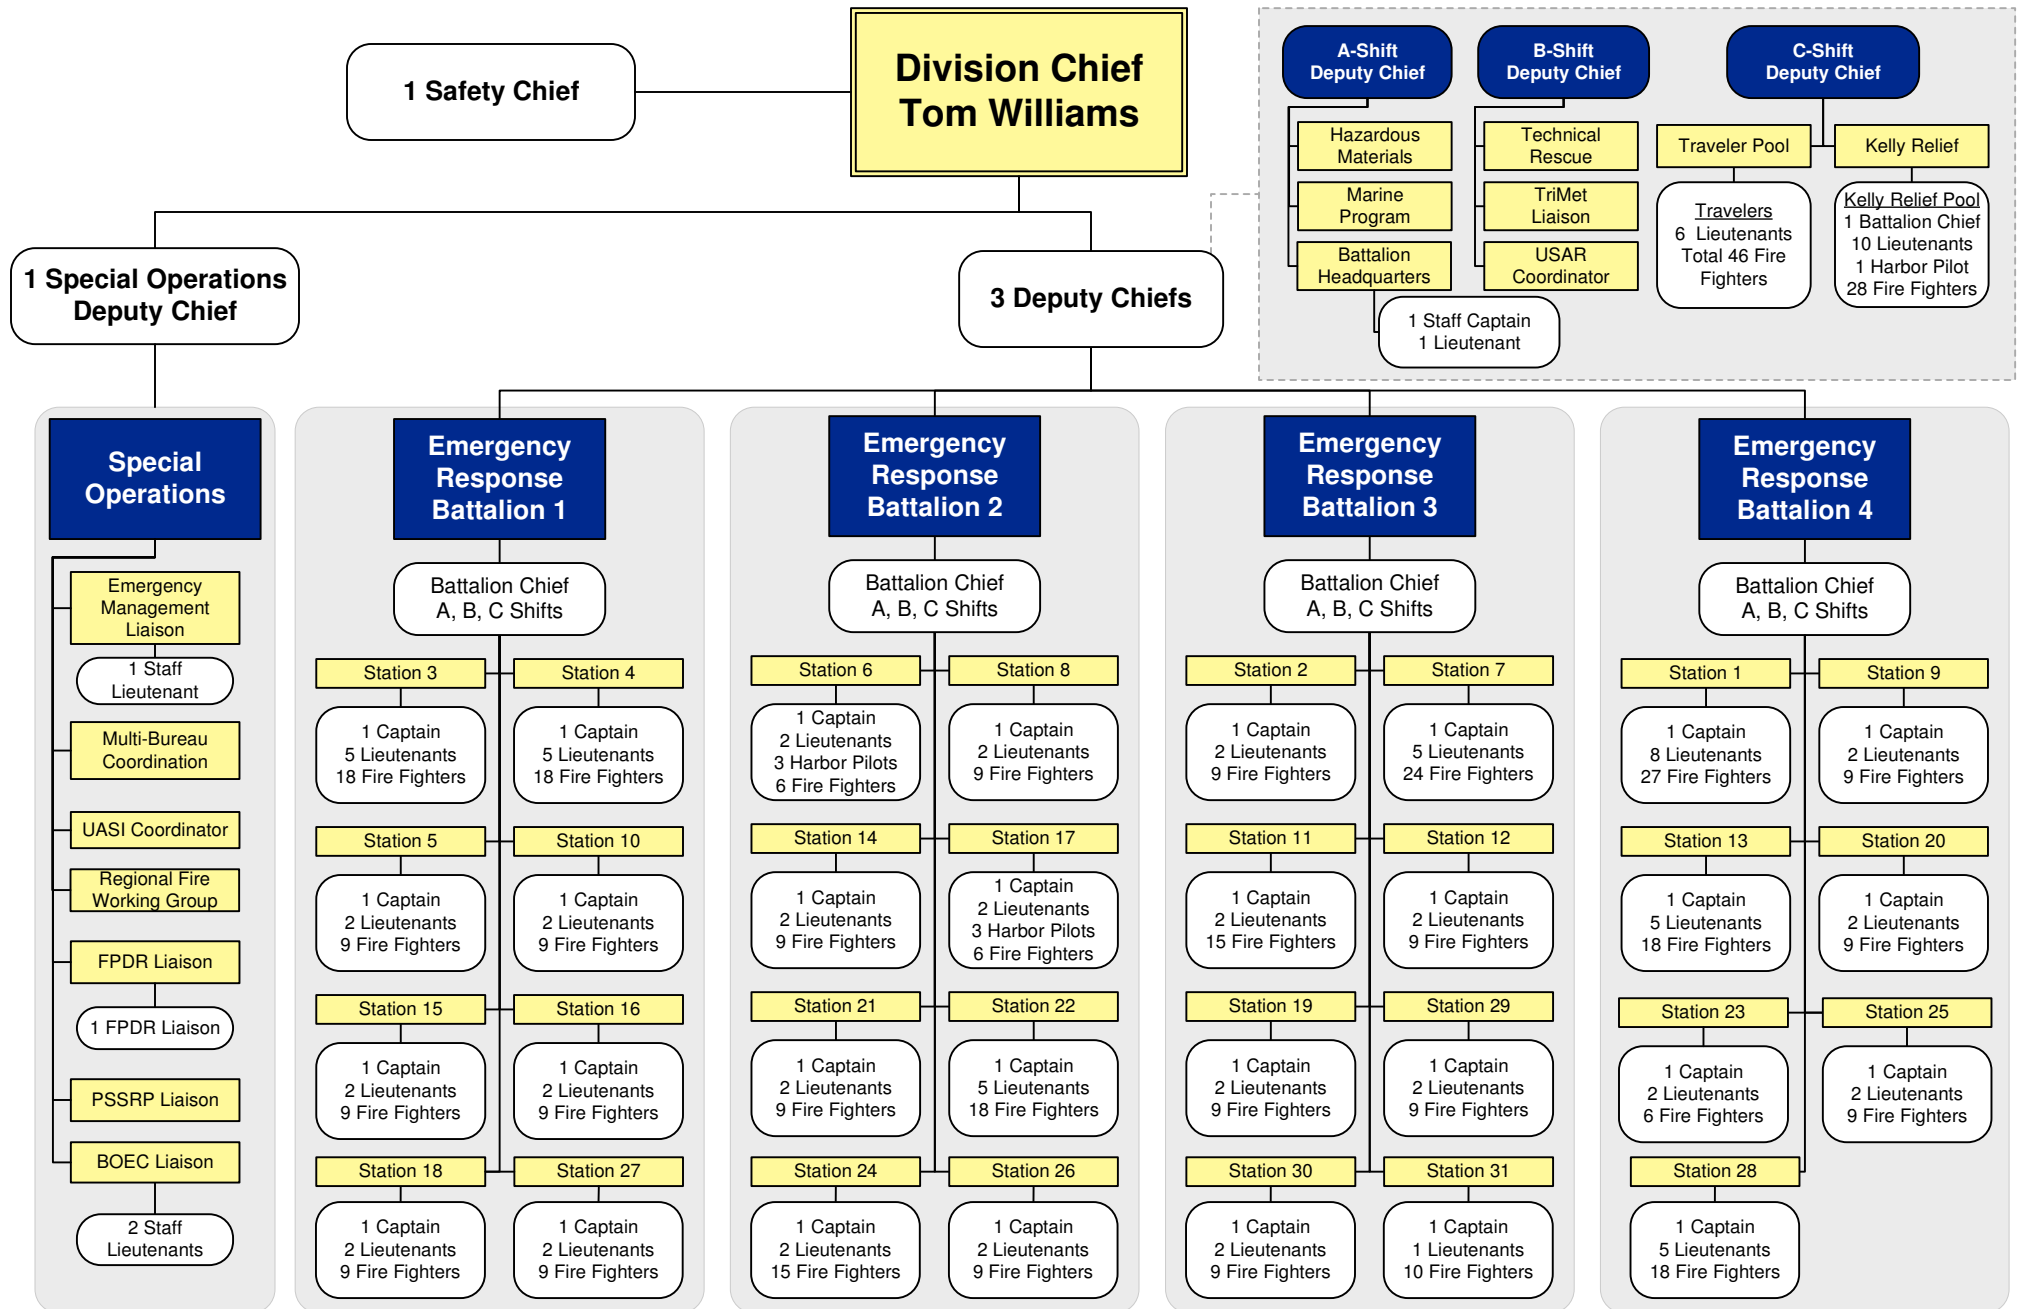 1 Safety Chief
Division Chief
Tom Williams
A-Shift
Deputy Chief
Hazardous
Materials
Marine
Program
Battalion
Headquarters
1 Staff Captain
1 Lieutenant
B-Shift
Deputy Chief
Technical
Rescue
TriMet
Liaison
USAR
Coordinator
C-Shift
Deputy Chief
Traveler Pool
Travelers
6 Lieutenants
Total 46 Fire
Fighters
Kelly Relief
Kelly Relief Pool
1 Battalion Chief
10 Lieutenants
1 Harbor Pilot
28 Fire Fighters
1 Special Operations
Deputy Chief
3 Deputy Chiefs
Special
Operations
Emergency
Management
Liaison
1 Staff
Lieutenant
Multi-Bureau
Coordination
UASI Coordinator
Regional Fire
Working Group
FPDR Liaison
1 FPDR Liaison
PSSRP Liaison
BOEC Liaison
2 Staff
Lieutenants
Emergency
Response
Battalion 1
Battalion Chief
A, B, C Shifts
Station 3
1 Captain
5 Lieutenants
18 Fire Fighters
Station 4
1 Captain
5 Lieutenants
18 Fire Fighters
Station 5
1 Captain
2 Lieutenants
9 Fire Fighters
Station 10
1 Captain
2 Lieutenants
9 Fire Fighters
Station 15
1 Captain
2 Lieutenants
9 Fire Fighters
Station 16
1 Captain
2 Lieutenants
9 Fire Fighters
Station 18
1 Captain
2 Lieutenants
9 Fire Fighters
Station 27
1 Captain
2 Lieutenants
9 Fire Fighters
Emergency
Response
Battalion 2
Battalion Chief
A, B, C Shifts
Station 6
1 Captain
2 Lieutenants
3 Harbor Pilots
6 Fire Fighters
Station 8
1 Captain
2 Lieutenants
9 Fire Fighters
Station 14
1 Captain
2 Lieutenants
9 Fire Fighters
Station 17
1 Captain
2 Lieutenants
3 Harbor Pilots
6 Fire Fighters
Station 21
1 Captain
2 Lieutenants
9 Fire Fighters
Station 22
1 Captain
5 Lieutenants
18 Fire Fighters
Station 24
1 Captain
2 Lieutenants
15 Fire Fighters
Station 26
1 Captain
2 Lieutenants
9 Fire Fighters
Emergency
Response
Battalion 3
Battalion Chief
A, B, C Shifts
Station 2
1 Captain
2 Lieutenants
9 Fire Fighters
Station 7
1 Captain
5 Lieutenants
24 Fire Fighters
Station 11
1 Captain
2 Lieutenants
15 Fire Fighters
Station 12
1 Captain
2 Lieutenants
9 Fire Fighters
Station 19
1 Captain
2 Lieutenants
9 Fire Fighters
Station 29
1 Captain
2 Lieutenants
9 Fire Fighters
Station 30
1 Captain
2 Lieutenants
9 Fire Fighters
Station 31
1 Captain
1 Lieutenants
10 Fire Fighters
Emergency
Response
Battalion 4
Battalion Chief
A, B, C Shifts
Station 1
1 Captain
8 Lieutenants
27 Fire Fighters
Station 9
1 Captain
2 Lieutenants
9 Fire Fighters
Station 13
1 Captain
5 Lieutenants
18 Fire Fighters
Station 20
1 Captain
2 Lieutenants
9 Fire Fighters
Station 23
1 Captain
2 Lieutenants
6 Fire Fighters
Station 25
1 Captain
2 Lieutenants
9 Fire Fighters
Station 28
1 Captain
5 Lieutenants
18 Fire Fighters